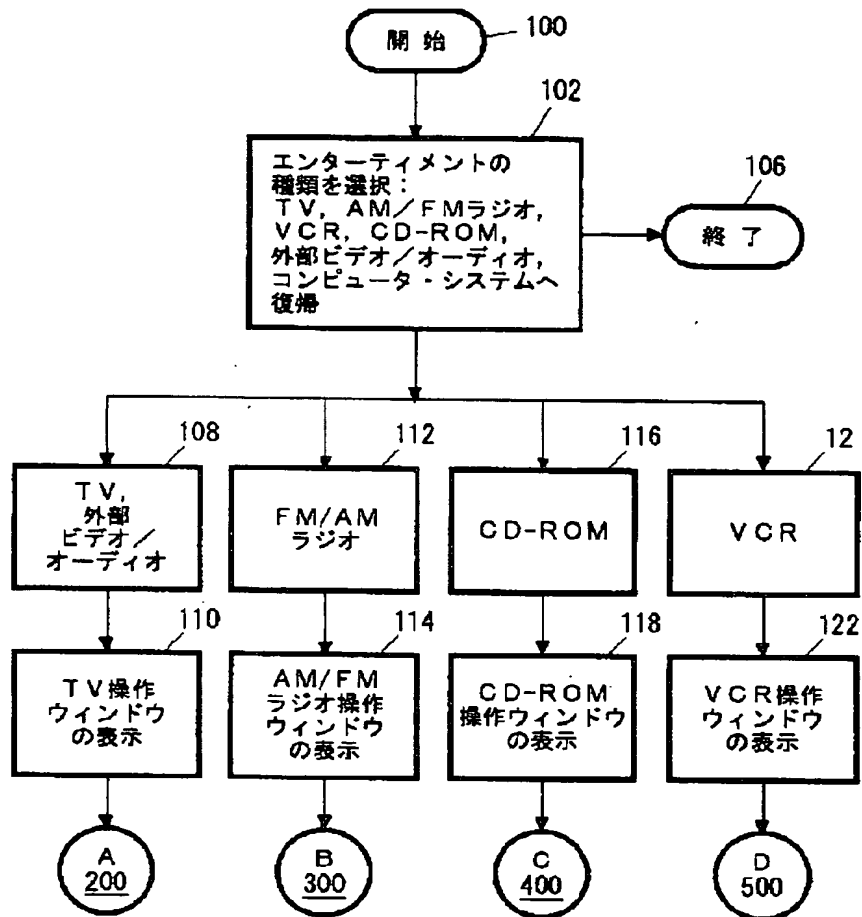 開始
100
102
エンターティメントの
種類を選択：
TV，AM／FMラジオ，
VCR，CD-ROM，
外部ビデオ／オーディオ，
コンピュータ・システムへ
復帰
106
終了
108
TV，
外部
ビデオ／
オーディオ
112
FM/AM
ラジオ
116
CD-ROM
12
VCR
110
TV操作
ウィンドウ
の表示
114
AM/FM
ラジオ操作
ウィンドウ
の表示
118
CD-ROM
操作ウィンドウ
の表示
122
VCR操作
ウィンドウ
の表示
A
200
B
300
C
400
D
500